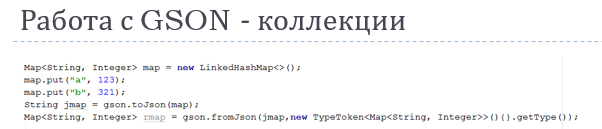 Работа с GSON - коллекции
Map<String, Integer> map = new LinkedHashMap<>();
map.put("a", 123);
map.put("b", 321);
String jmap = gson.toJson(map);
Map<String, Integer> rmap = gson.fromJson(jmap,new TypeToken<Map<String, Integer>>(){}.getType());